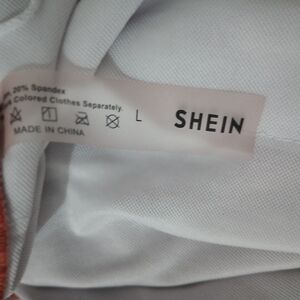 20% Spandex
Colored Clothes Separately.
L
SHEIN
MADE IN CHINA